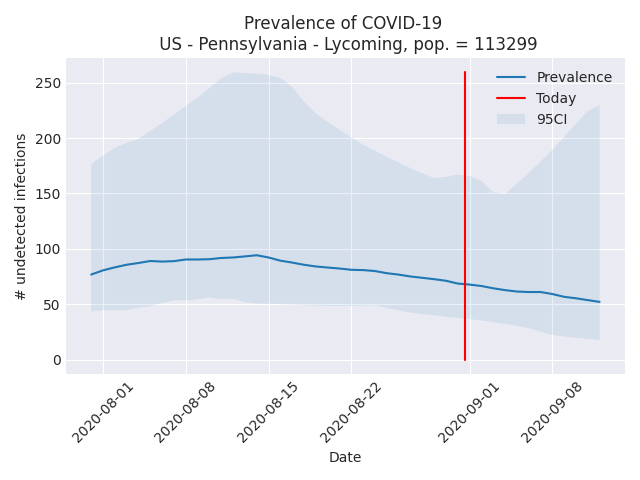 Prevalence of COVID-19
US - Pennsylvania - Lycoming, pop. = 113299
Prevalence
Today
95CI
# undetected infections
250
200
150
100
50
0
2020-08-01
2020-08-08
2020-08-15
2020-08-22
2020-09-01
2020-09-08
Date